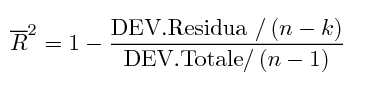 R̅² = 1 − DEV.Residua / (n − k)
DEV.Totale/ (n − 1)